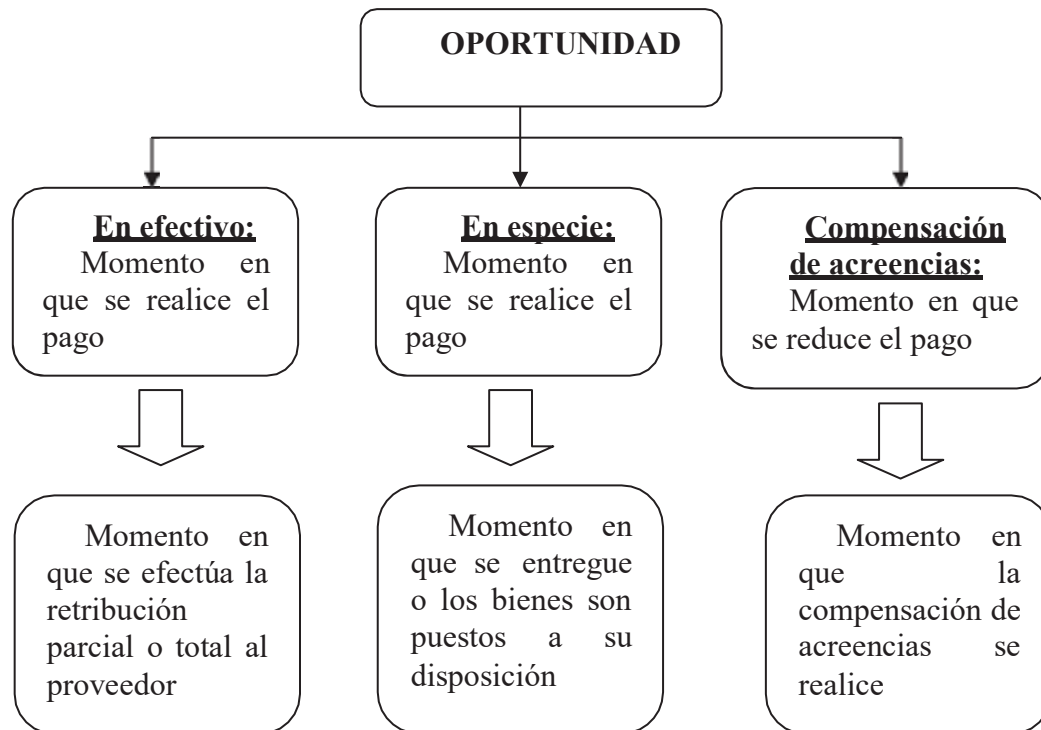 OPORTUNIDAD
En efectivo:
Momento en
que se realice el
pago
En especie:
Momento en
que se realice el
pago
Compensación
de acreencias:
Momento en que
se reduce el pago
Momento en
que se efectúa la
retribución
parcial o total al
proveedor
Momento en
que se entregue
o los bienes son
puestos a su
disposición
Momento en
que la
compensación de
acreencias se
realice